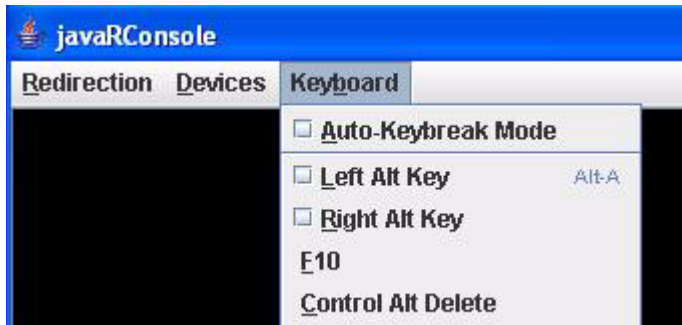 javaRConsole
Redirection Devices Keyboard
Auto-Keybreak Mode
Left Alt Key Alt-A
Right Alt Key
F10
Control Alt Delete